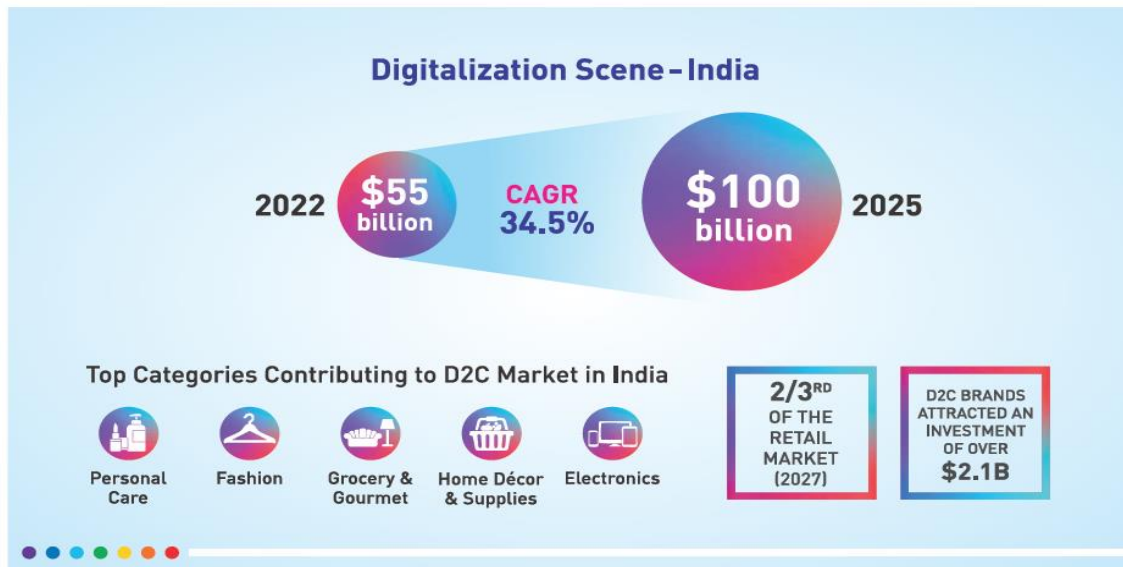 Digitalization Scene – India
2022
$55
billion
CAGR
34.5%
$100
billion
2025
Top Categories Contributing to D2C Market in India
Personal
Care
Fashion
Grocery &
Gourmet
Home Décor
& Supplies
Electronics
2/3RD
OF THE
RETAIL
MARKET
(2027)
D2C BRANDS
ATTRACTED AN
INVESTMENT
OF OVER
$2.1B